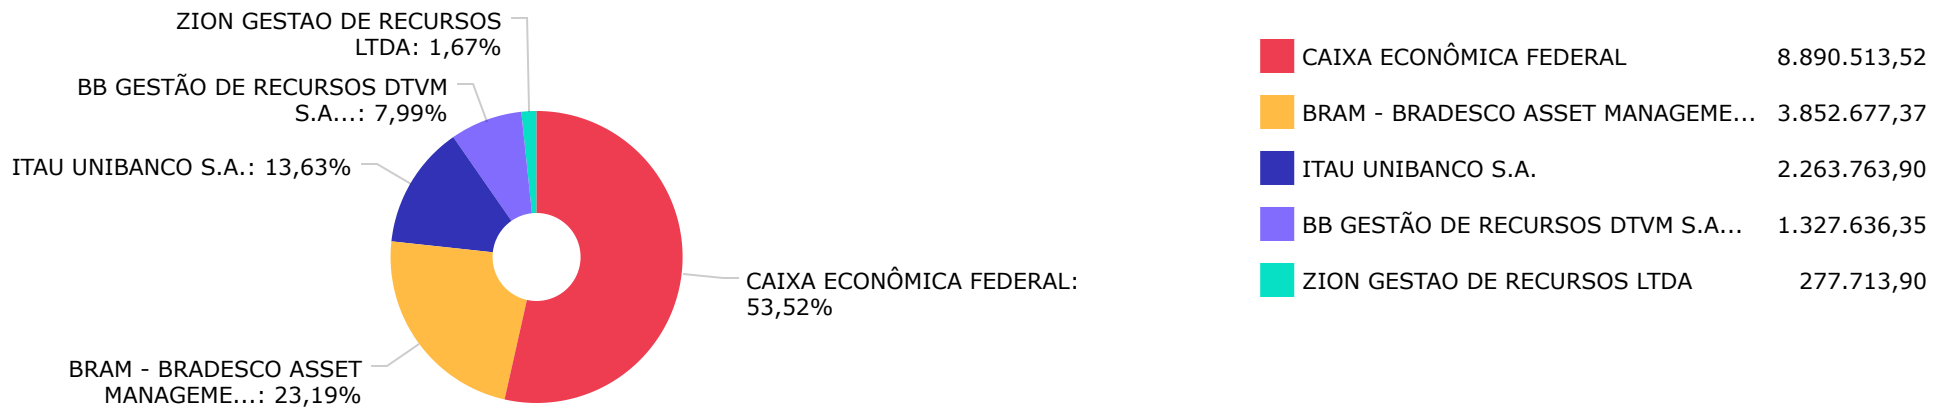 ZION GESTAO DE RECURSOS
LTDA: 1,67%
BB GESTÃO DE RECURSOS DTVM
S.A...: 7,99%
ITAU UNIBANCO S.A.: 13,63%
BRAM - BRADESCO ASSET
MANAGEME...: 23,19%
CAIXA ECONÔMICA FEDERAL:
53,52%
CAIXA ECONÔMICA FEDERAL 8.890.513,52
BRAM - BRADESCO ASSET MANAGEME... 3.852.677,37
ITAU UNIBANCO S.A. 2.263.763,90
BB GESTÃO DE RECURSOS DTVM S.A... 1.327.636,35
ZION GESTAO DE RECURSOS LTDA 277.713,90